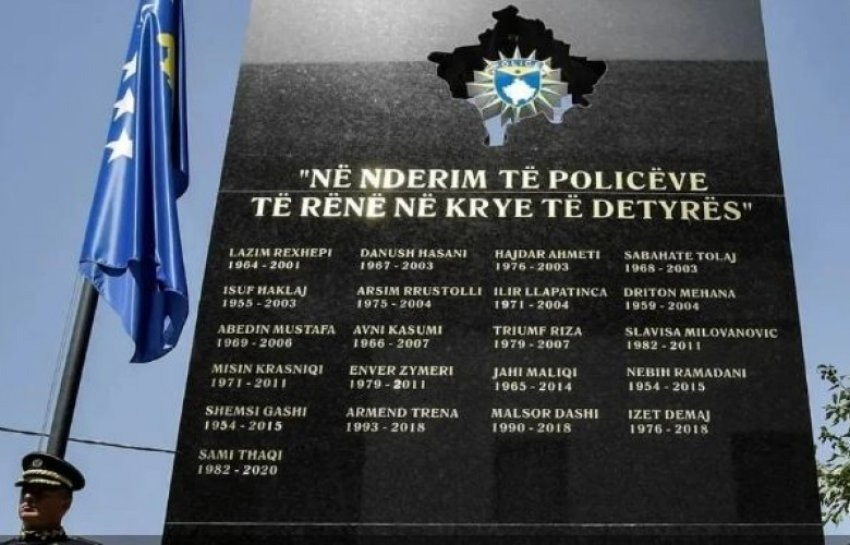 POLICIA
"NË NDERIM TË POLICËVE
TË RËNË NË KRYE TË DETYRËS"
LAZIM REXHEPI
1964 - 2001
DANUSH HASANI
1967 - 2003
HAJDAR AHMETI
1976 - 2003
SABAHATE TOLAJ
1968 - 2003
ISUF HAKLAJ
1955 - 2003
ARSIM RRUSTOLLI
1975 - 2004
ILIR LLAPATINCA
1971 - 2004
DRITON MEHANA
1959 - 2004
ABEDIN MUSTAFA
1969 - 2006
AVNI KASUMI
1966 - 2007
TRIUMF RIZA
1979 - 2007
SLAVISA MILOVANOVIC
1982 - 2011
MISIN KRASNIQI
1971 - 2011
ENVER ZYMERI
1979 - 2011
JAHI MALIQI
1965 - 2014
NEBIH RAMADANI
1954 - 2015
SHEMSI GASHI
1954 - 2015
ARMEND TRENA
1993 - 2018
MALSOR DASHI
1990 - 2018
IZET DEMAJ
1976 - 2018
SAMI THAQI
1982 - 2020